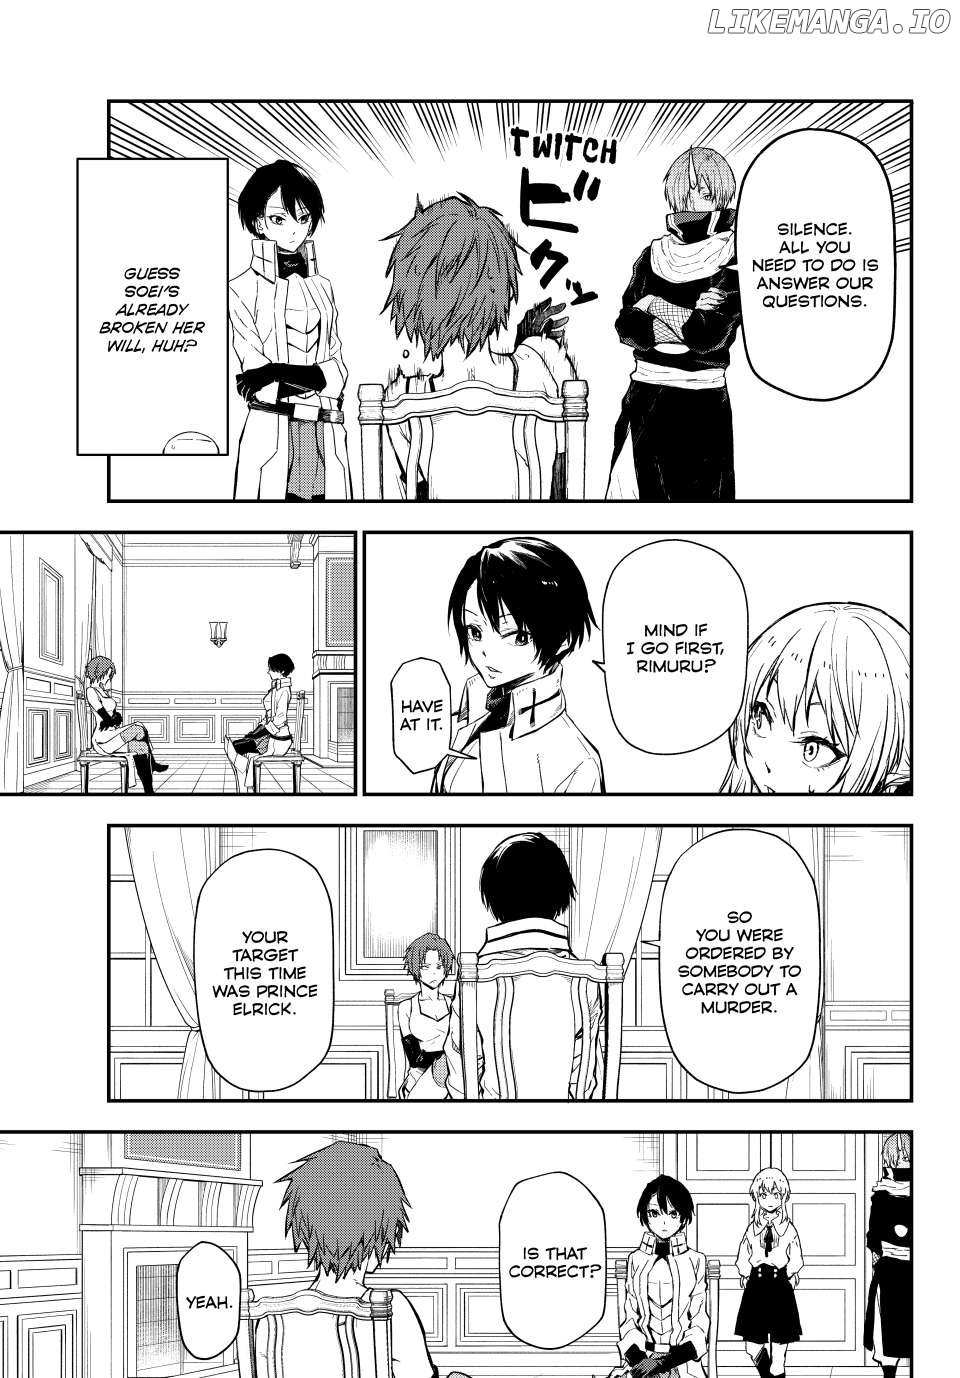 LIKEMANGA.IO
SILENCE.
ALL YOU
NEED TO DO IS
ANSWER OUR
QUESTIONS.
TWITCH
ビクッ
GUESS
SOEI'S
ALREADY
BROKEN HER
WILL, HUH?
MIND IF
I GO FIRST,
RIMURU?
HAVE
AT IT.
SO
YOU WERE
ORDERED BY
SOMEBODY TO
CARRY OUT A
MURDER.
YOUR
TARGET
THIS TIME
WAS PRINCE
ELRICK.
IS THAT
CORRECT?
YEAH.